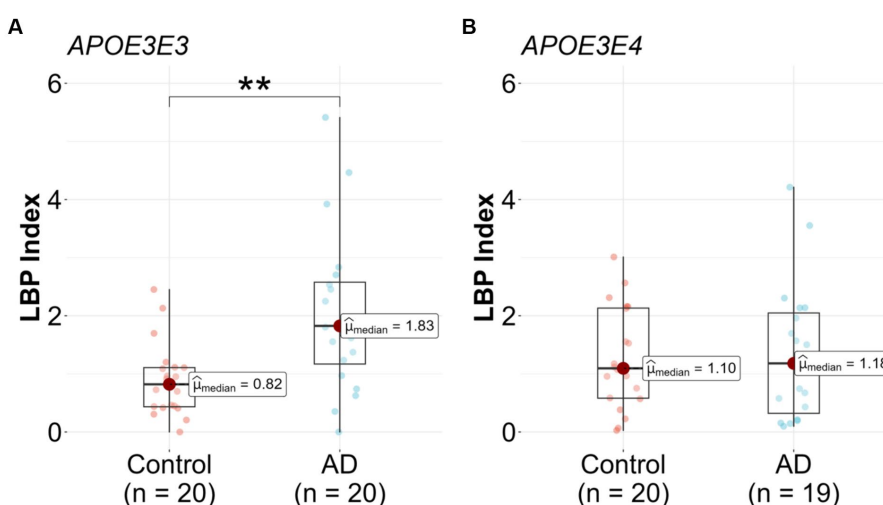 A
B
APOE3E3
APOE3E4
**
6
4
2
0
LBP Index
μ̂median = 0.82
μ̂median = 1.83
Control
(n = 20)
AD
(n = 20)
6
4
2
0
LBP Index
μ̂median = 1.10
μ̂median = 1.18
Control
(n = 20)
AD
(n = 19)